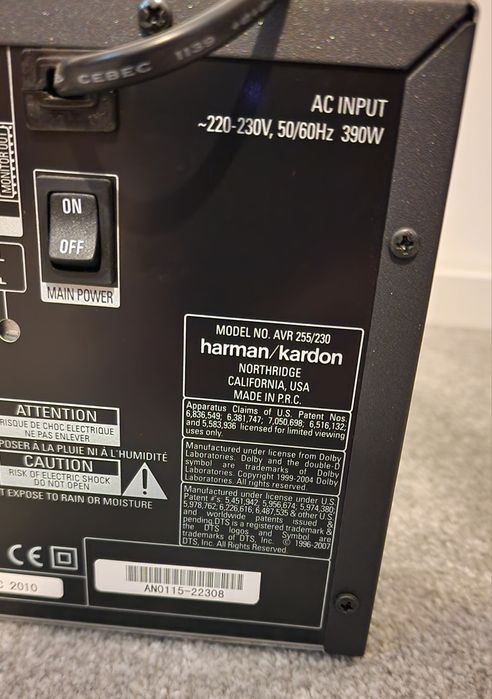 CEBEC 1139
AC INPUT
~220-230V, 50/60Hz 390W
MONITOR OUT
ON
OFF
MAIN POWER
MODEL NO. AVR 255/230
harman/kardon
NORTHRIDGE
CALIFORNIA, USA
MADE IN P.R.C.
Apparatus Claims of U.S. Patent Nos.
6,836,549; 6,381,747; 7,050,698; 6,516,132;
and 5,583,936 licensed for limited viewing
uses only.
ATTENTION
RISQUE DE CHOC ELECTRIQUE
NE PAS ENLEVER
POSER À LA PLUIE NI À L'HUMIDITÉ
CAUTION
RISK OF ELECTRIC SHOCK
DO NOT OPEN
T EXPOSE TO RAIN OR MOISTURE
Manufactured under license from Dolby
Laboratories. Dolby and the double-D
symbol are trademarks of Dolby
Laboratories. Copyright 1999-2004 Dolby
Laboratories. All rights reserved.
Manufactured under license under U.S.
Patent #'s: 5,451,942, 5,956,674; 5,974,380;
5,978,762; 6,226,616, 6,487,535 & other U.S.
and worldwide patents issued &
pending. DTS is a registered trademark &
the DTS logos and Symbol are
trademarks of DTS, Inc. © 1996-2007
DTS, Inc. All Rights Reserved.
CE
C 2010
AN0115-22308